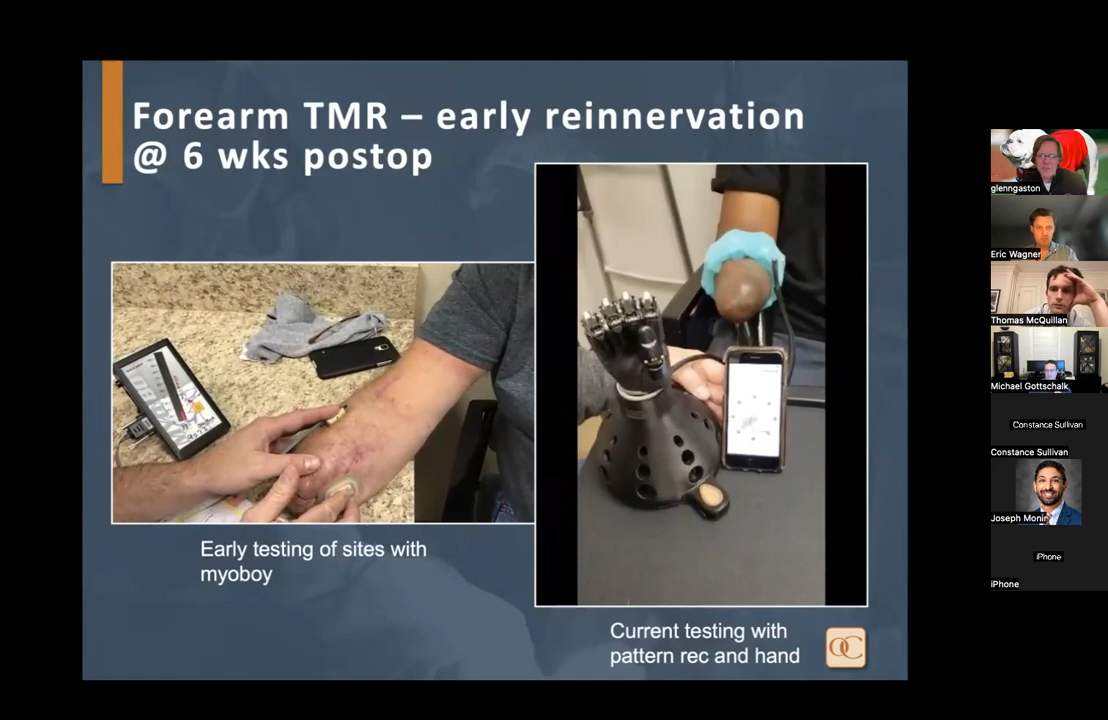 Forearm TMR – early reinnervation
@ 6 wks postop
Early testing of sites with
myoboy
Current testing with
pattern rec and hand
OC
glenngaston
Eric Wagner
Thomas McQuillan
Michael Gottschalk
Constance Sullivan
Constance Sullivan
Joseph Monir
iPhone
iPhone